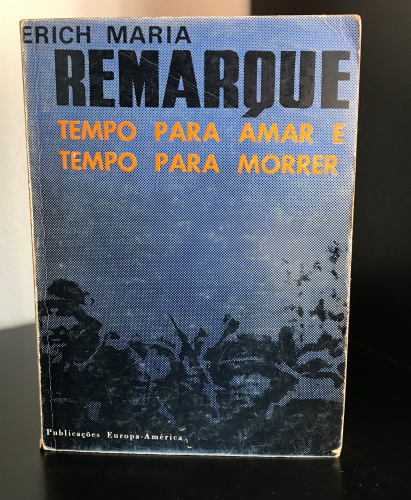 ERICH MARIA
REMARQUE
TEMPO PARA AMAR E
TEMPO PARA MORRER
Publicações Europa-América